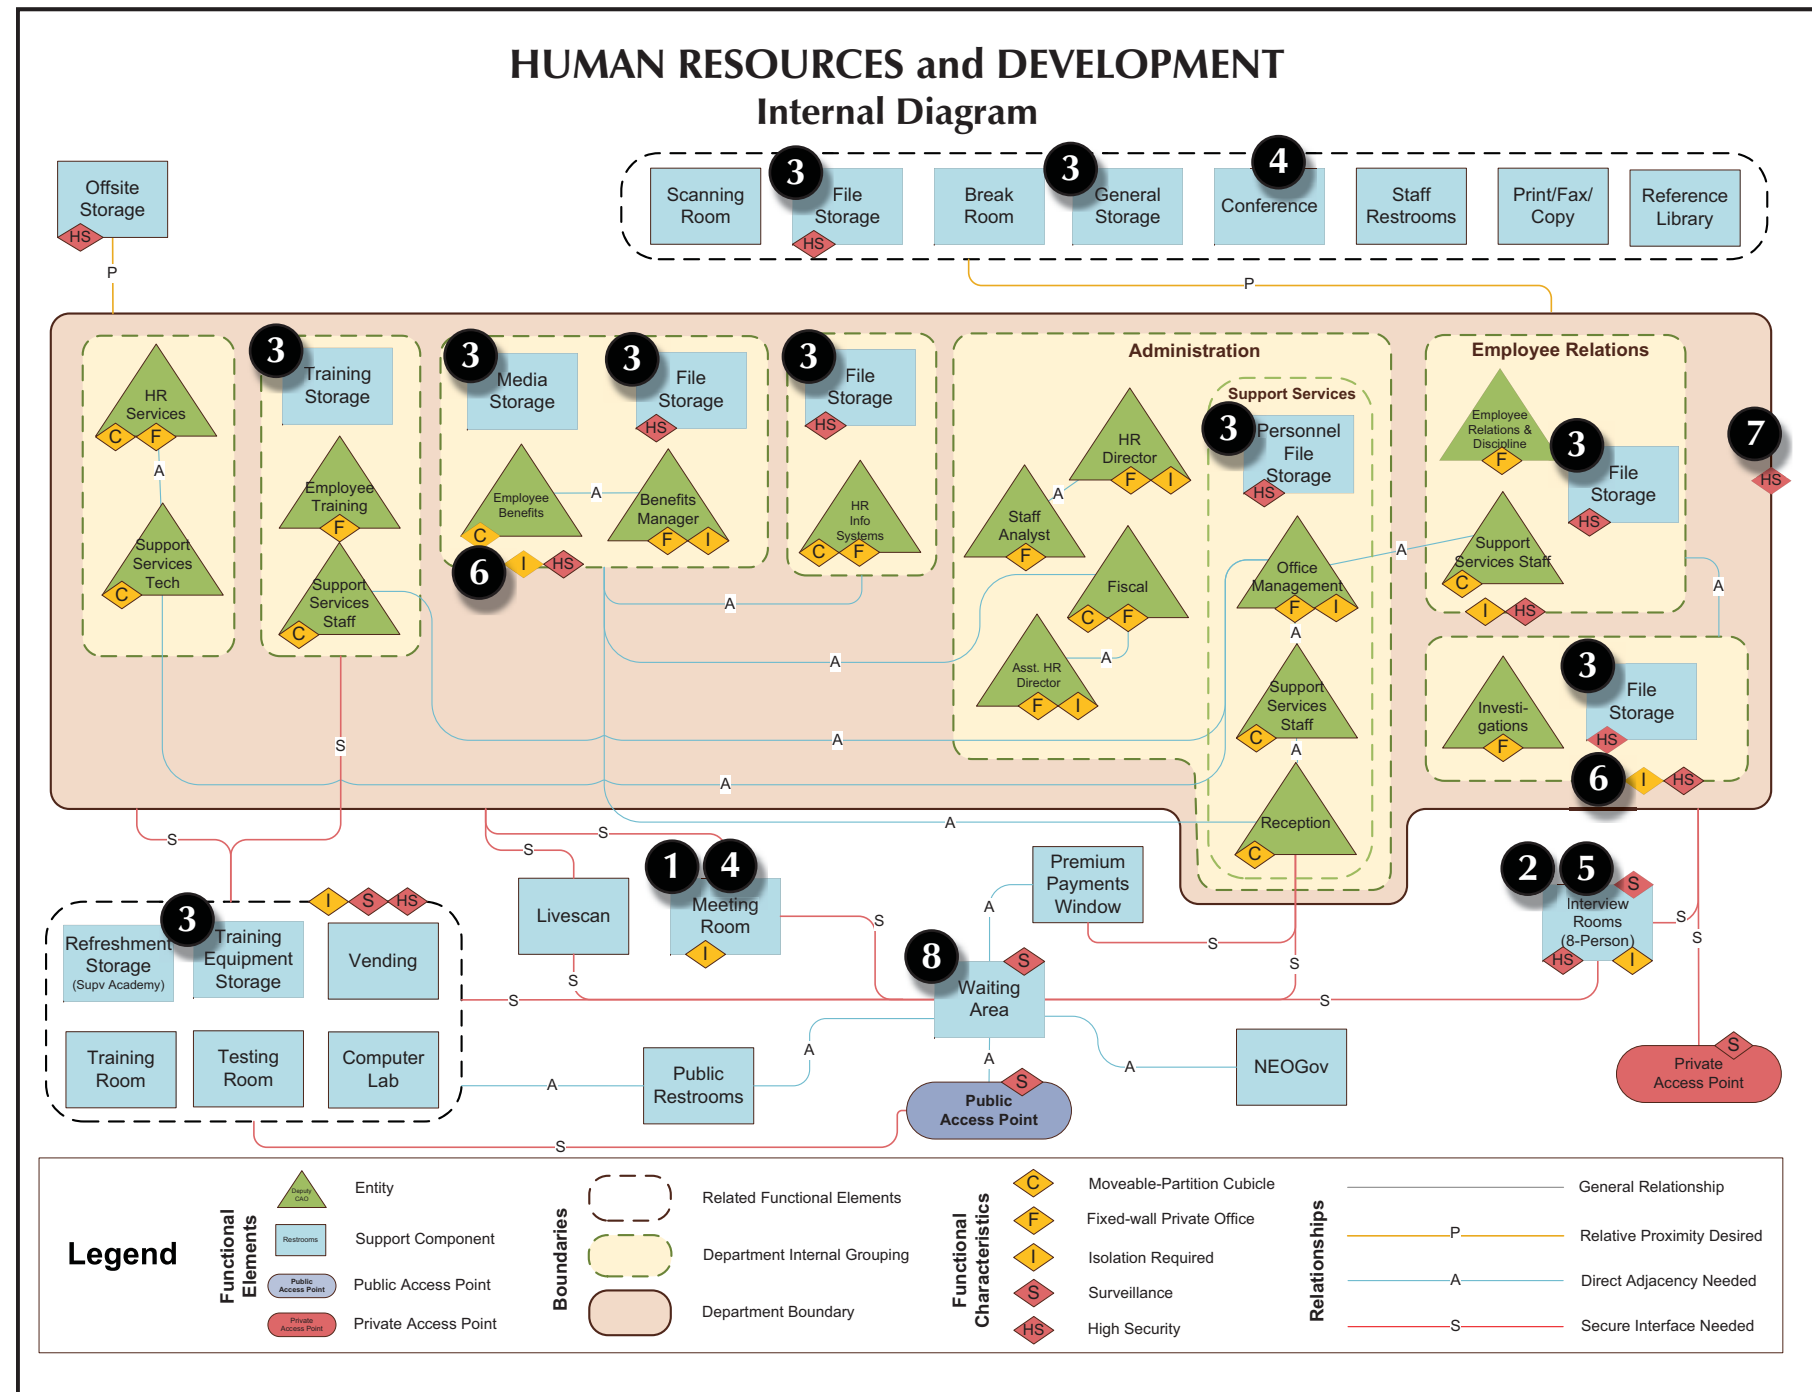 HUMAN RESOURCES and DEVELOPMENT
Internal Diagram
Offsite
Storage
HS
P
Scanning
Room
3
File
Storage
HS
Break
Room
3
General
Storage
4
Conference
Staff
Restrooms
Print/Fax/
Copy
Reference
Library
P
HR
Services
C
F
A
Support
Services
Tech
C
3
Training
Storage
Employee
Training
F
Support
Services
Staff
C
3
Media
Storage
3
File
Storage
HS
Employee
Benefits
C
A
Benefits
Manager
F
I
6
I
HS
3
File
Storage
HS
HR
Info
Systems
C
F
A
A
A
A
A
S
Administration
HR
Director
F
I
A
Staff
Analyst
F
Fiscal
C
F
A
Asst. HR
Director
F
I
Support Services
3
Personnel
File
Storage
HS
Office
Management
F
I
A
Support
Services
Staff
C
A
Reception
C
A
Employee Relations
Employee
Relations &
Discipline
F
3
File
Storage
HS
Support
Services Staff
C
I
HS
A
7
HS
3
File
Storage
HS
Investi-
gations
F
6
I
HS
S
S
S
I
S
HS
3
Refreshment
Storage
(Supv Academy)
Training
Equipment
Storage
Vending
Training
Room
Testing
Room
Computer
Lab
Livescan
S
S
1
4
Meeting
Room
I
S
Premium
Payments
Window
A
S
S
8
S
Waiting
Area
S
2
5
S
Interview
Rooms
(8-Person)
HS
I
S
S
A
Public
Restrooms
A
A
S
Public
Access Point
A
NEOGov
S
Private
Access Point
S
Legend
Functional
Elements
Deputy
CAO
Entity
Restrooms
Support Component
Public
Access Point
Public Access Point
Private
Access Point
Private Access Point
Boundaries
Related Functional Elements
Department Internal Grouping
Department Boundary
Functional
Characteristics
C
Moveable-Partition Cubicle
F
Fixed-wall Private Office
I
Isolation Required
S
Surveillance
HS
High Security
Relationships
General Relationship
P
Relative Proximity Desired
A
Direct Adjacency Needed
S
Secure Interface Needed